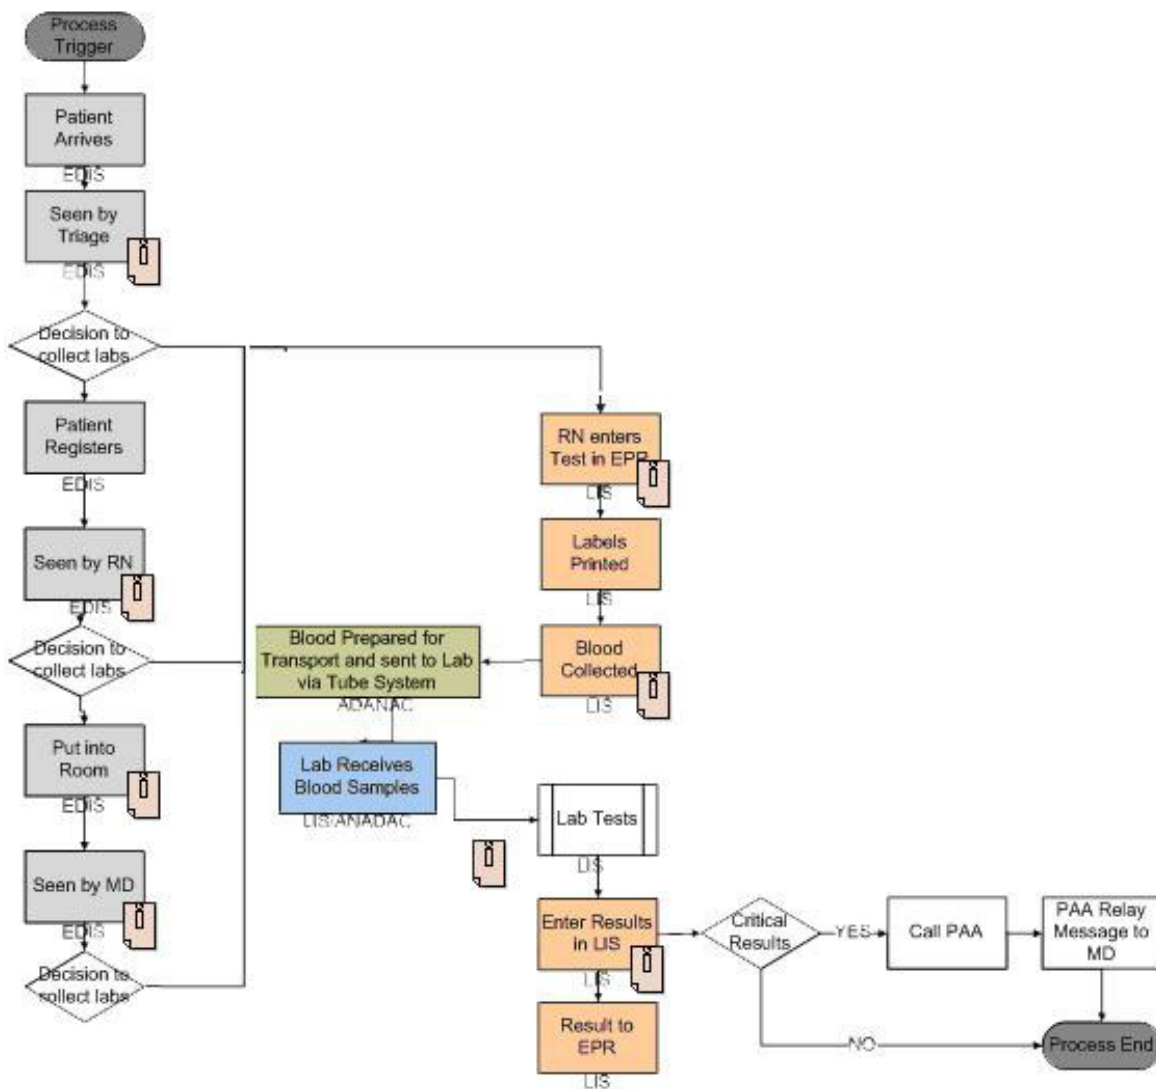 Process
Trigger
Patient
Arrives
EDIS
Seen by
Triage
EDIS
Decision to
collect labs
Patient
Registers
EDIS
Seen by RN
EDIS
Decision to
collect labs
Put into
Room
EDIS
Seen by MD
EDIS
Decision to
collect labs
RN enters
Test in EPR
LIS
Labels
Printed
LIS
Blood
Collected
LIS
Blood Prepared for
Transport and sent to Lab
via Tube System
ADANAC
Lab Receives
Blood Samples
LIS/ANADAC
Lab Tests
LIS
Enter Results
in LIS
LIS
Result to
EPR
LIS
Critical
Results
YES
Call PAA
PAA Relay
Message to
MD
NO
Process End